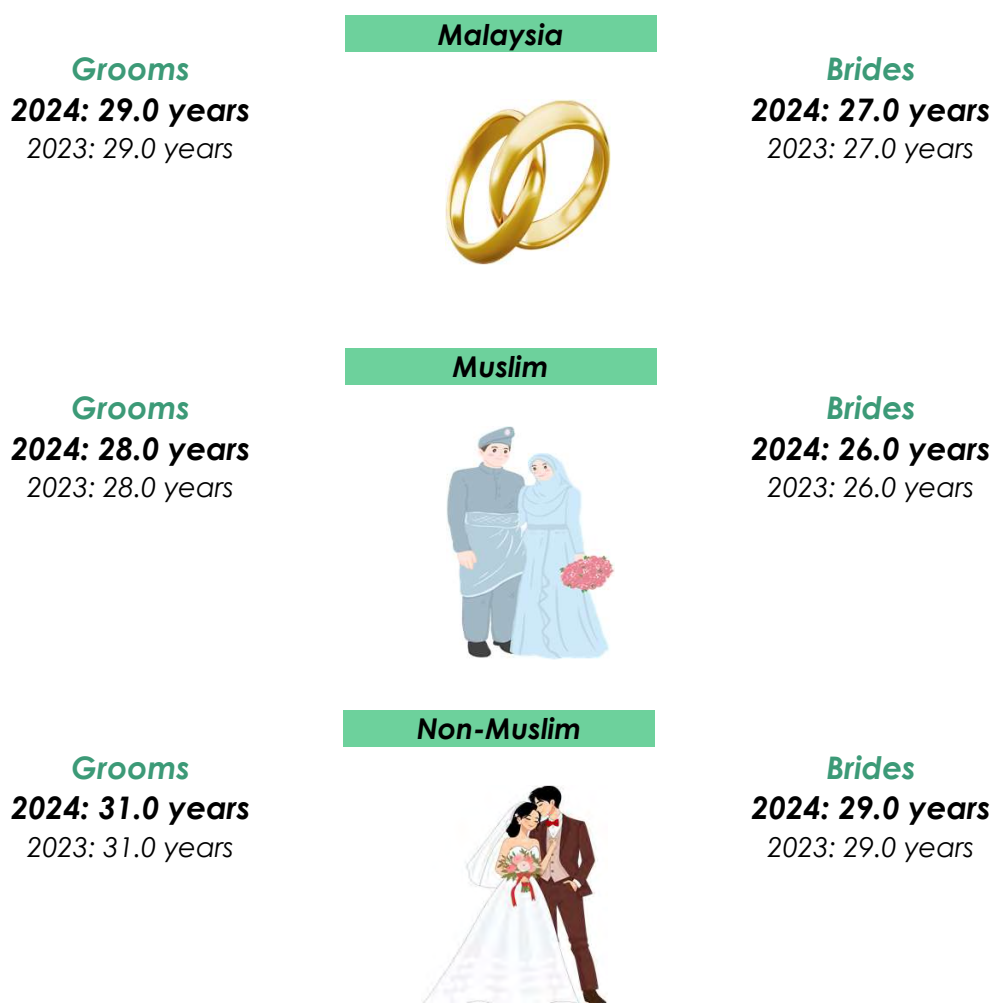 Malaysia
Grooms
2024: 29.0 years
2023: 29.0 years
Brides
2024: 27.0 years
2023: 27.0 years
Muslim
Grooms
2024: 28.0 years
2023: 28.0 years
Brides
2024: 26.0 years
2023: 26.0 years
Non-Muslim
Grooms
2024: 31.0 years
2023: 31.0 years
Brides
2024: 29.0 years
2023: 29.0 years